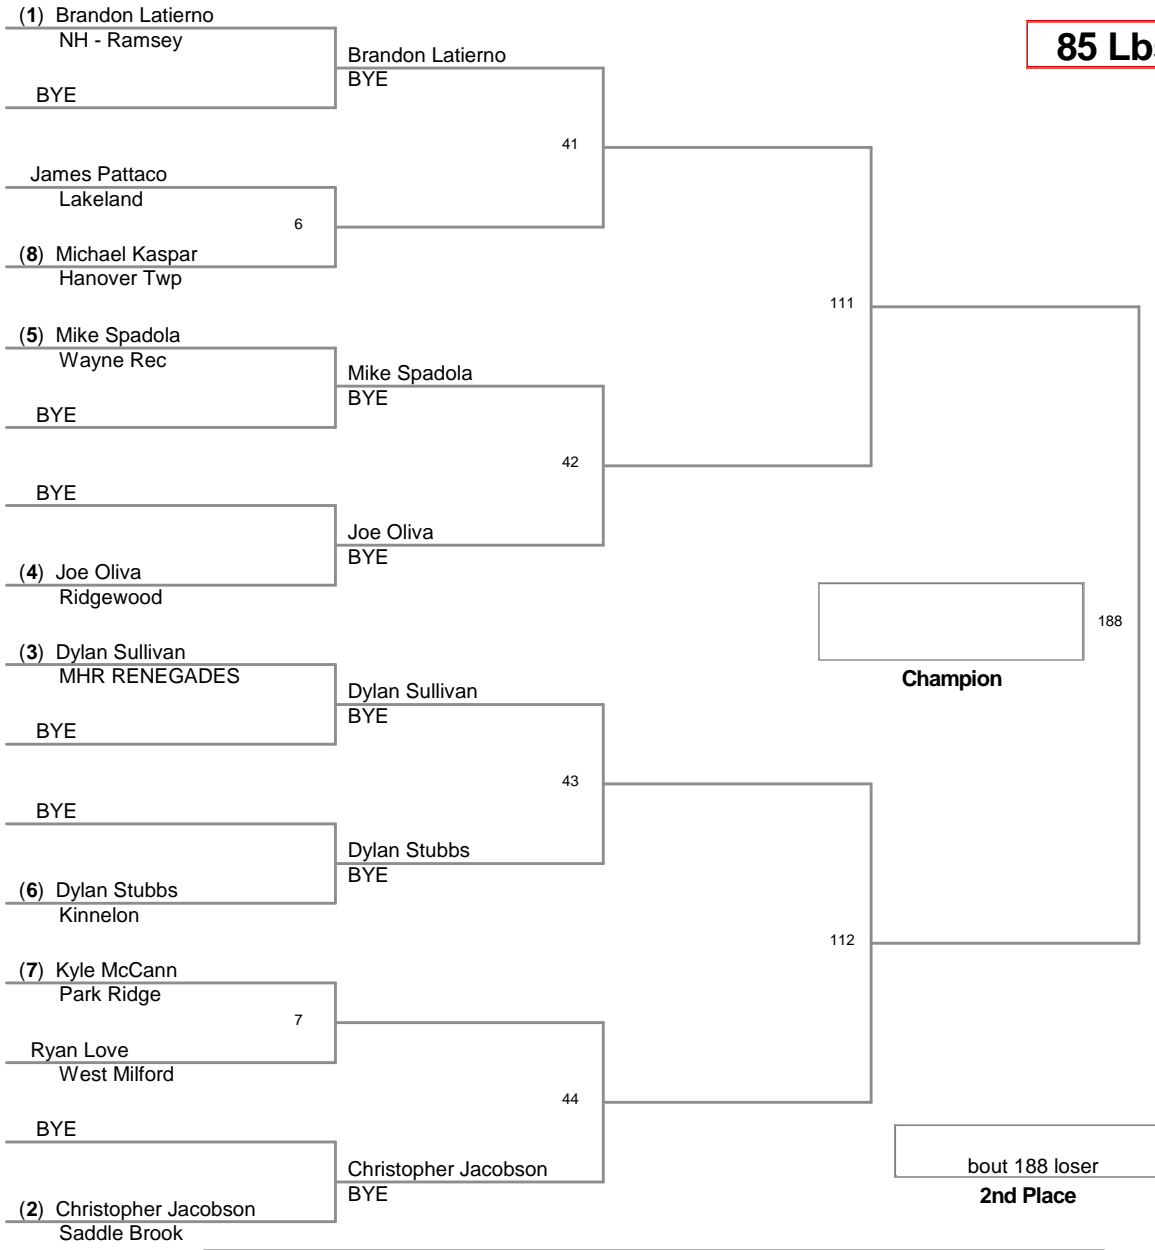 (1) Brandon Latierno
NH - Ramsey
BYE
James Pattaco
Lakeland
6
(8) Michael Kaspar
Hanover Twp
(5) Mike Spadola
Wayne Rec
BYE
BYE
(4) Joe Oliva
Ridgewood
(3) Dylan Sullivan
MHR RENEGADES
BYE
BYE
(6) Dylan Stubbs
Kinnelon
(7) Kyle McCann
Park Ridge
7
Ryan Love
West Milford
BYE
(2) Christopher Jacobson
Saddle Brook
Brandon Latierno
BYE
41
Mike Spadola
BYE
42
Joe Oliva
BYE
Dylan Sullivan
BYE
43
Dylan Stubbs
BYE
44
Christopher Jacobson
BYE
111
112
85 Lbs
188
Champion
bout 188 loser
2nd Place